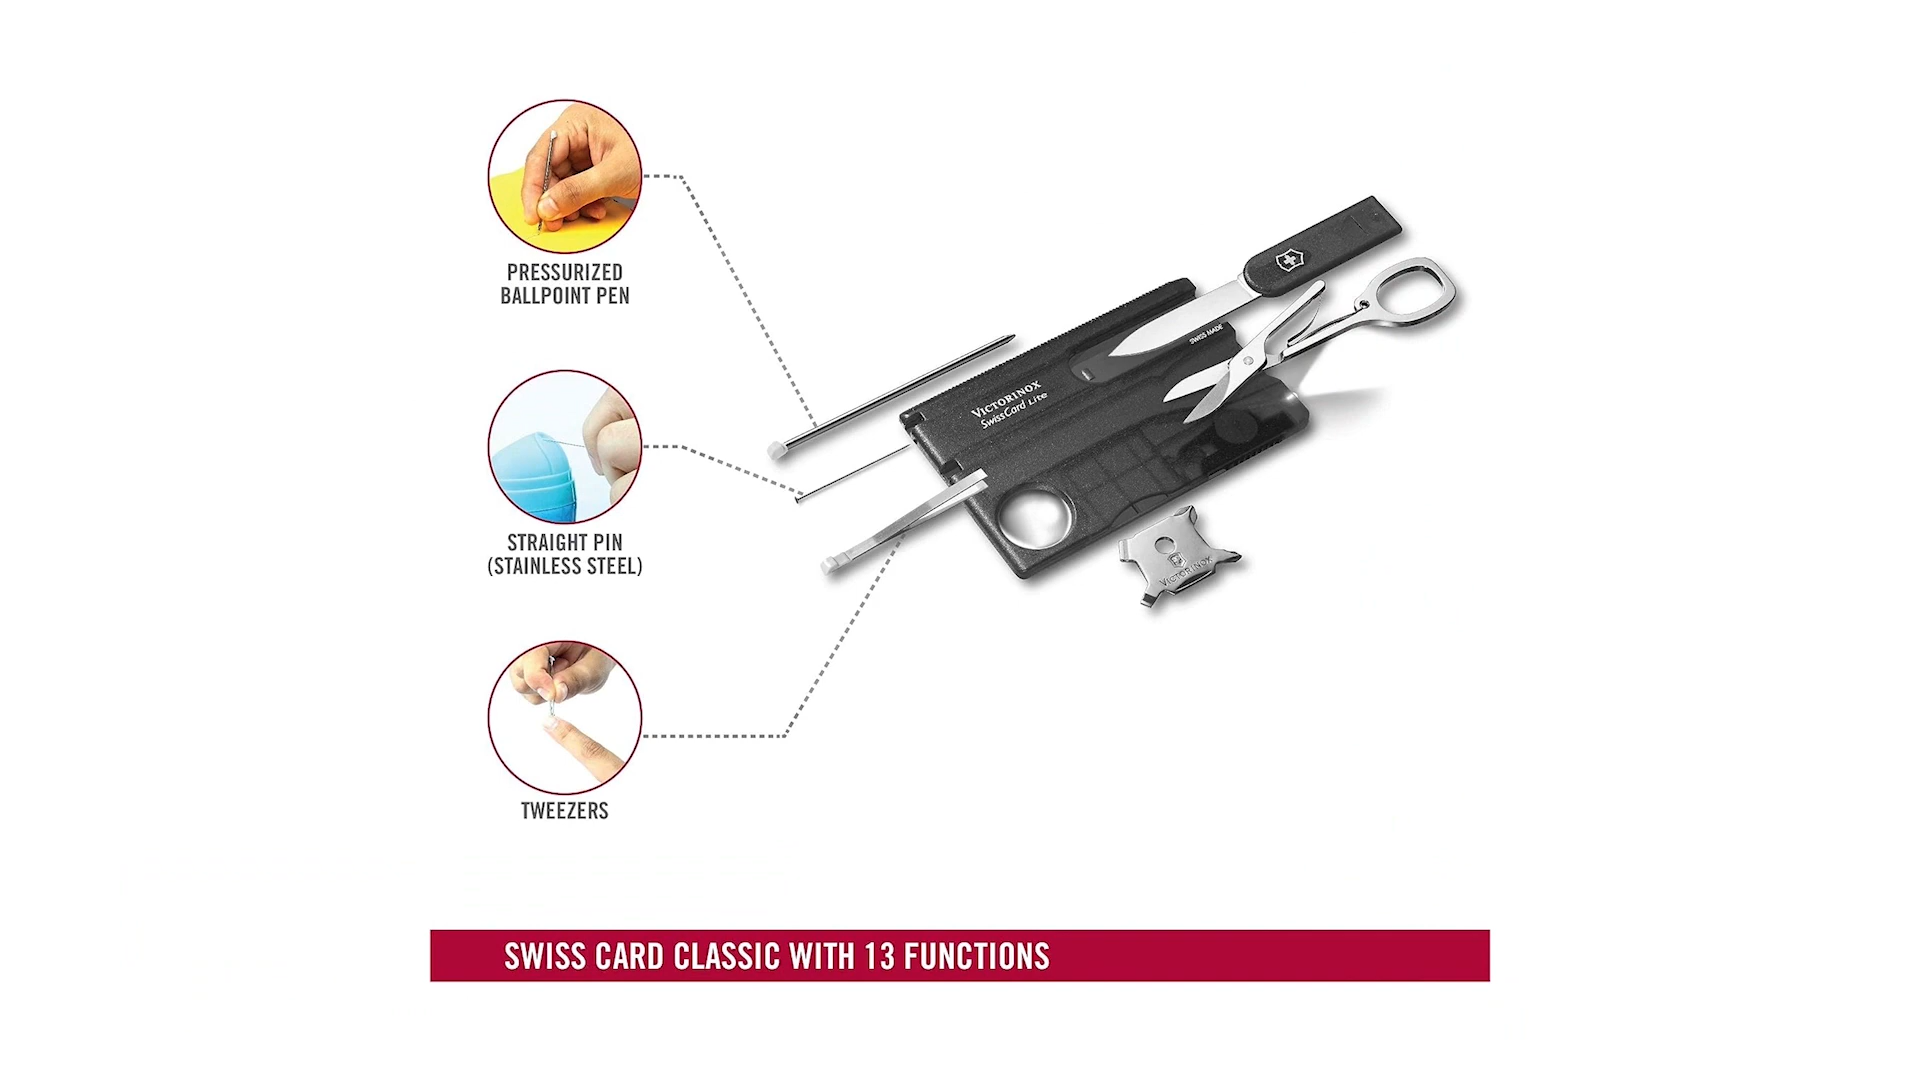 PRESSURIZED
BALLPOINT PEN
STRAIGHT PIN
(STAINLESS STEEL)
TWEEZERS
VICTORINOX
SwissCard Lite
SWISS MADE
VICTORINOX
SWISS CARD CLASSIC WITH 13 FUNCTIONS